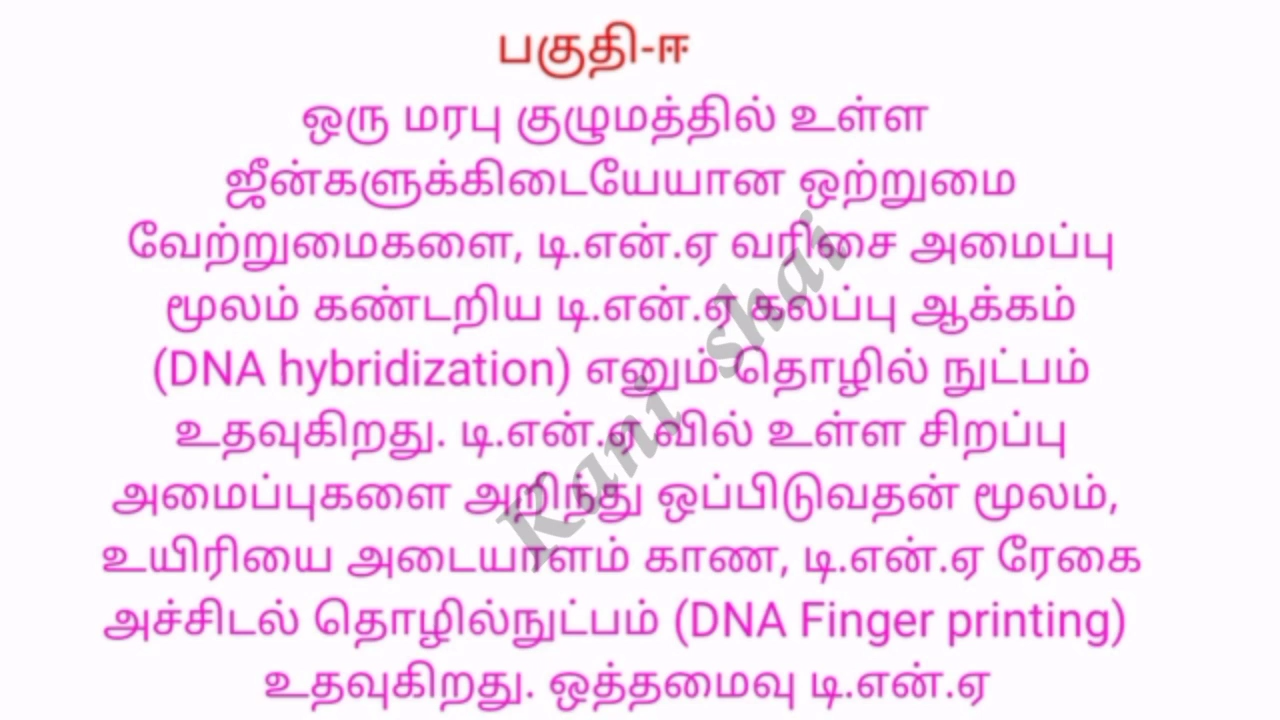 பகுதி-ஈ
ஒரு மரபு குழுமத்தில் உள்ள
ஜீன்களுக்கிடையேயான ஒற்றுமை
வேற்றுமைகளை, டி.என்.ஏ வரிசை அமைப்பு
மூலம் கண்டறிய டி.என்.ஏ கலப்பு ஆக்கம்
(DNA hybridization) எனும் தொழில் நுட்பம்
உதவுகிறது. டி.என்.ஏ வில் உள்ள சிறப்பு
அமைப்புகளை அறிந்து ஒப்பிடுவதன் மூலம்,
உயிரியை அடையாளம் காண, டி.என்.ஏ ரேகை
அச்சிடல் தொழில்நுட்பம் (DNA Finger printing)
உதவுகிறது. ஒத்தமைவு டி.என்.ஏ
Rani shai